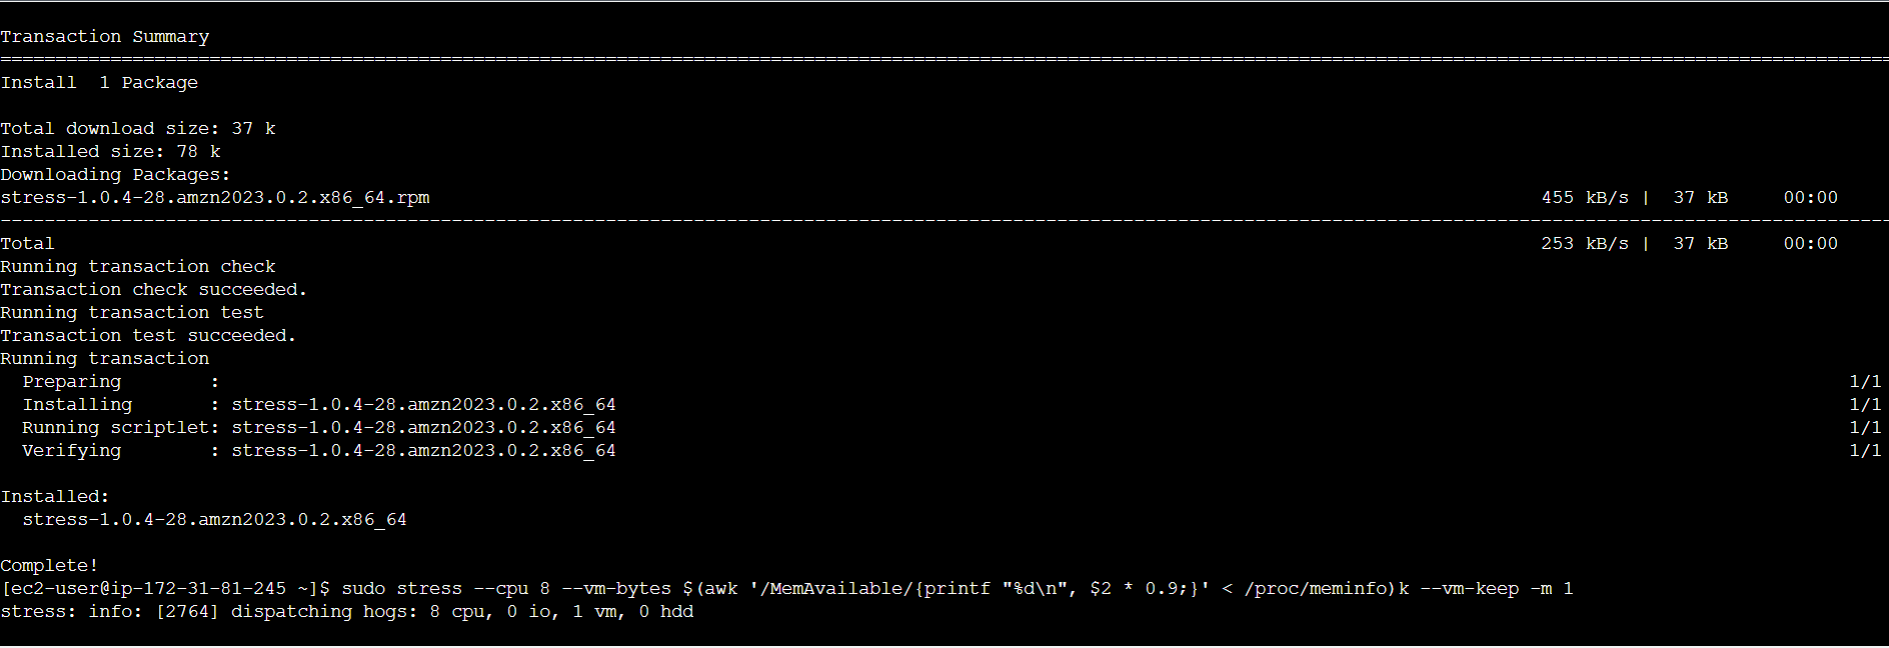 Transaction Summary
================================================================================================================================================================================
Install  1 Package
Total download size: 37 k
Installed size: 78 k
Downloading Packages:
stress-1.0.4-28.amzn2023.0.2.x86_64.rpm 455 kB/s |  37 kB     00:00
--------------------------------------------------------------------------------------------------------------------------------------------------------------------------------
Total 253 kB/s |  37 kB     00:00
Running transaction check
Transaction check succeeded.
Running transaction test
Transaction test succeeded.
Running transaction
  Preparing        : 1/1
  Installing       : stress-1.0.4-28.amzn2023.0.2.x86_64 1/1
  Running scriptlet: stress-1.0.4-28.amzn2023.0.2.x86_64 1/1
  Verifying        : stress-1.0.4-28.amzn2023.0.2.x86_64 1/1
Installed:
  stress-1.0.4-28.amzn2023.0.2.x86_64
Complete!
[ec2-user@ip-172-31-81-245 ~]$ sudo stress --cpu 8 --vm-bytes $(awk '/MemAvailable/{printf "%d\n", $2 * 0.9;}' < /proc/meminfo)k --vm-keep -m 1
stress: info: [2764] dispatching hogs: 8 cpu, 0 io, 1 vm, 0 hdd